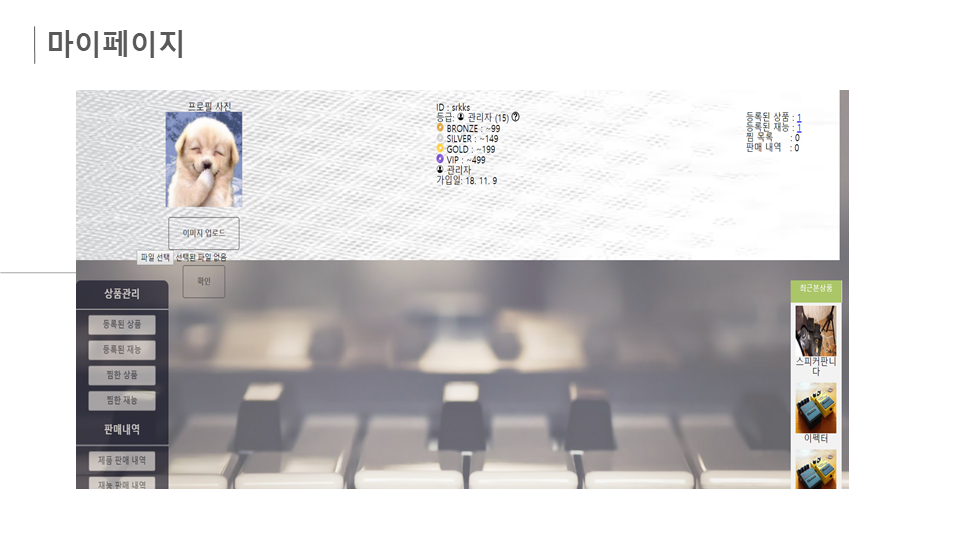 마이페이지
프로필 사진
이미지 업로드
파일 선택 선택된 파일 없음
확인
ID : srkks
등급: 관리자 (15)
BRONZE : ~99
SILVER : ~149
GOLD : ~199
VIP : ~499
관리자
가입일: 18. 11. 9
등록된 상품 : 1
등록된 재능 : 1
찜 목록 : 0
판매 내역 : 0
상품관리
등록된 상품
등록된 재능
찜한 상품
찜한 재능
판매내역
제품 판매 내역
재능 판매 내역
최근본상품
스피커판니
다
이펙터